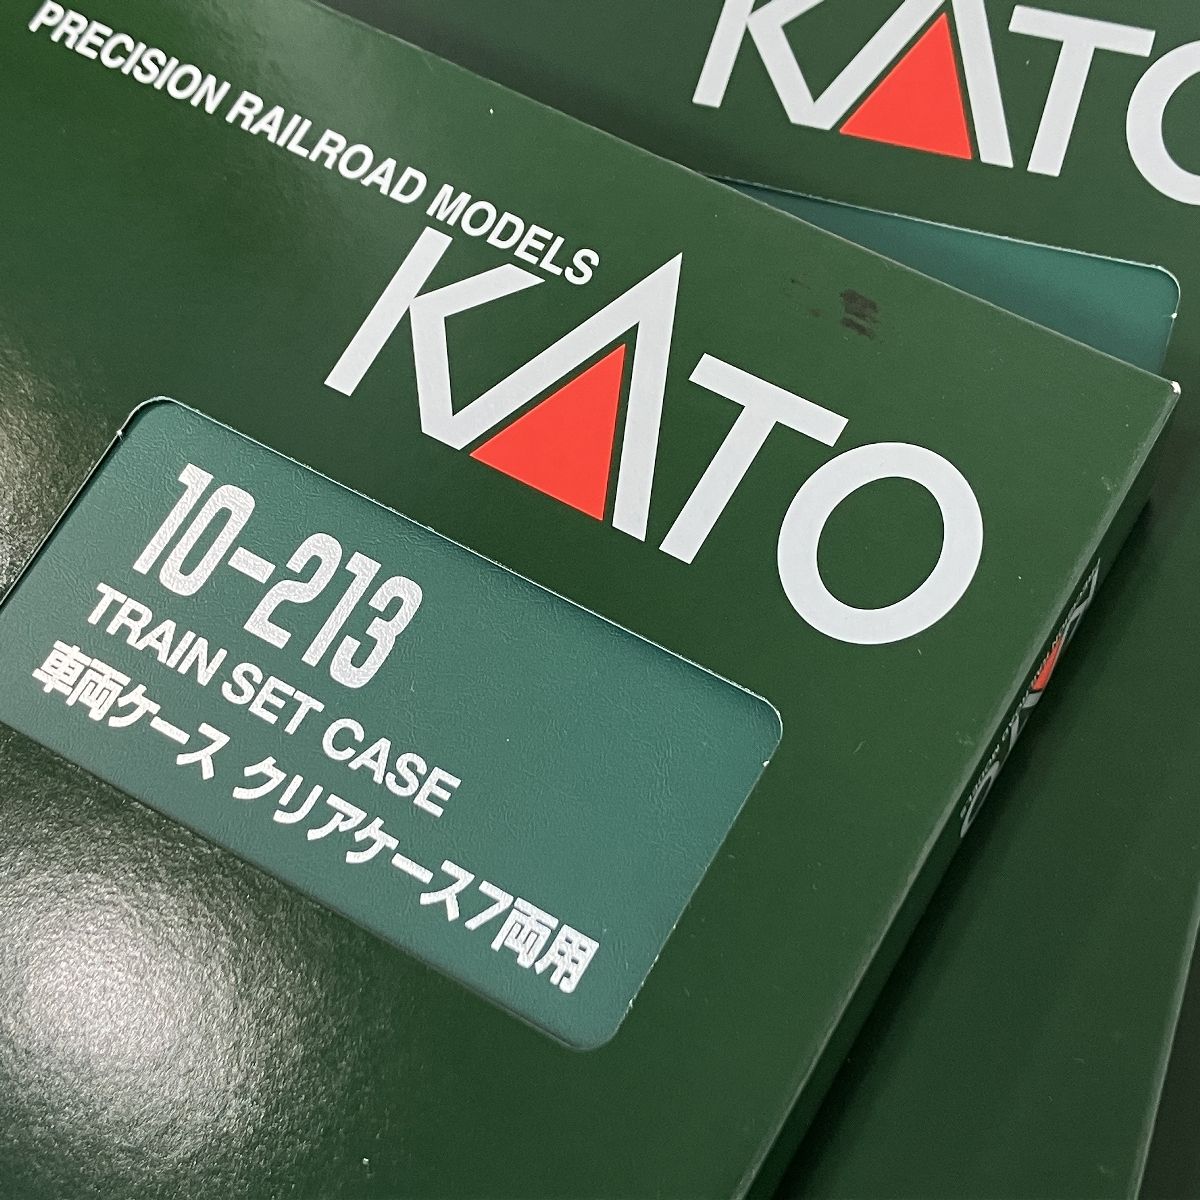 PRECISION RAILROAD MODELS
KATO
KATO
10-213
TRAIN SET CASE
車両ケース クリアケース7両用
KATO